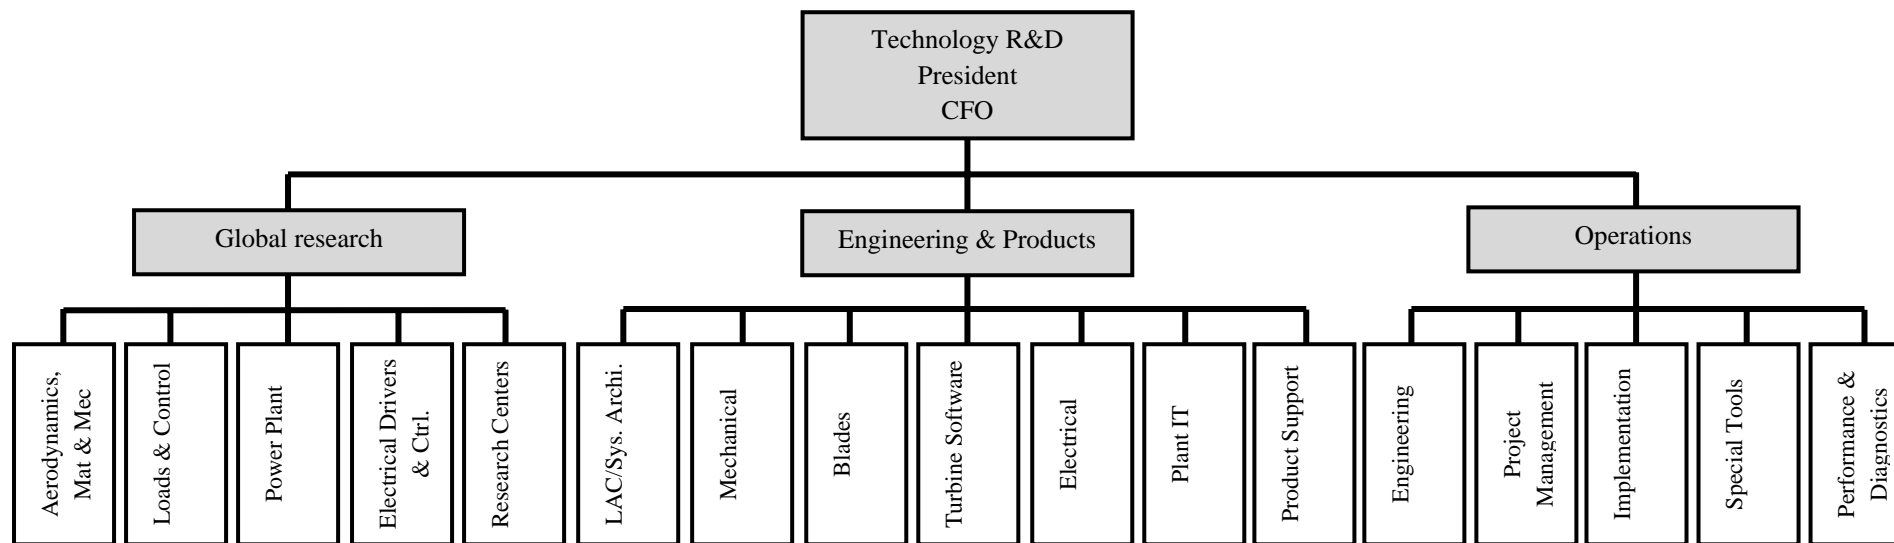 Technology R&D
President
CFO
Global research
Engineering & Products
Operations
Aerodynamics,
Mat & Mec
Loads & Control
Power Plant
Electrical Drivers
& Ctrl.
Research Centers
LAC/Sys. Archi.
Mechanical
Blades
Turbine Software
Electrical
Plant IT
Product Support
Engineering
Project
Management
Implementation
Special Tools
Performance &
Diagnostics